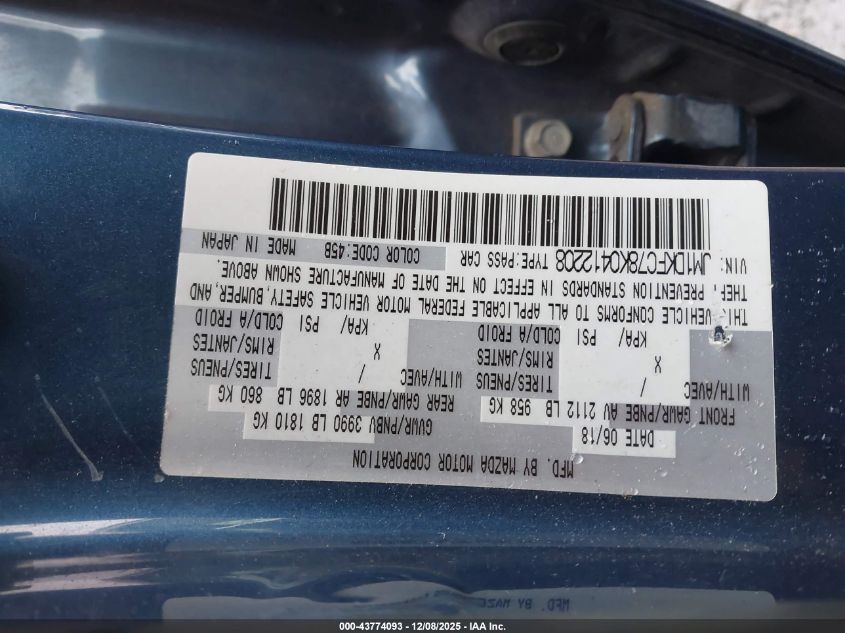 MFD. BY MAZDA MOTOR CORPORATION
DATE 06/18 GVWR/PNBV 3990 LB 1810 KG
FRONT GAWR/PNBE AV 2112 LB 958 KG REAR GAWR/PNBE AR 1896 LB 860 KG
WITH/AVEC / TIRES/PNEUS WITH/AVEC / TIRES/PNEUS
X RIMS/JANTES X RIMS/JANTES
KPA/ PSI COLD/A FROID KPA/ PSI COLD/A FROID
THIS VEHICLE CONFORMS TO ALL APPLICABLE FEDERAL MOTOR VEHICLE SAFETY, BUMPER, AND
THEFT PREVENTION STANDARDS IN EFFECT ON THE DATE OF MANUFACTURE SHOWN ABOVE.
VIN: JM1DKFC78K0412208 TYPE:PASS CAR COLOR CODE:45B MADE IN JAPAN
MFD. BY MAZD
000-43774093 - 12/08/2025 - IAA Inc.